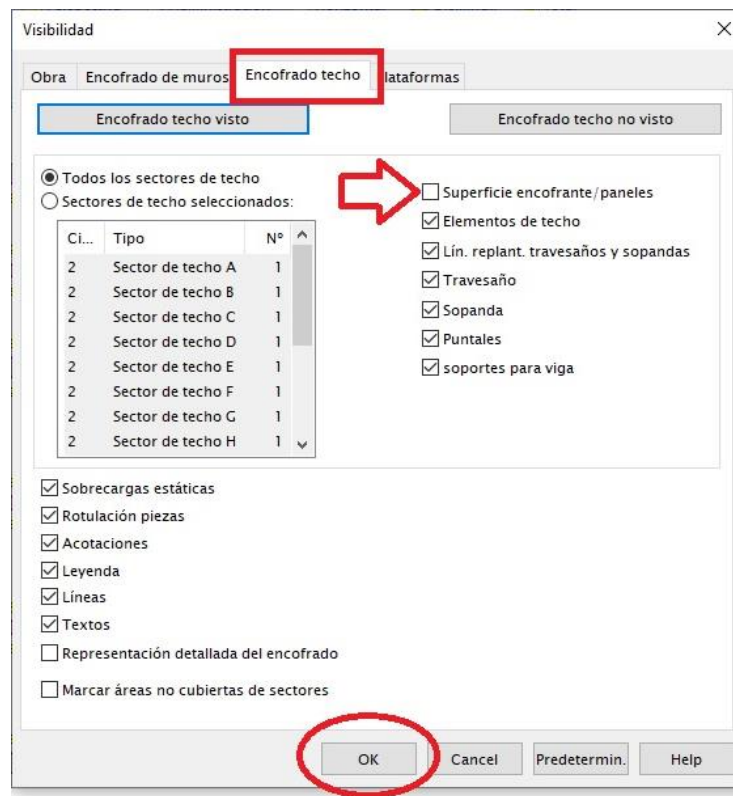 Visibilidad
Obra Encofrado de muros Encofrado techo lataformas
Encofrado techo visto Encofrado techo no visto
Todos los sectores de techo
Sectores de techo seleccionados:
Ci... Tipo Nº
2 Sector de techo A 1
2 Sector de techo B 1
2 Sector de techo C 1
2 Sector de techo D 1
2 Sector de techo E 1
2 Sector de techo F 1
2 Sector de techo G 1
2 Sector de techo H 1
Superficie encofrante/paneles
Elementos de techo
Lín. replant. travesaños y sopandas
Travesaño
Sopanda
Puntales
soportes para viga
Sobrecargas estáticas
Rotulación piezas
Acotaciones
Leyenda
Líneas
Textos
Representación detallada del encofrado
Marcar áreas no cubiertas de sectores
OK Cancel Predetermin. Help